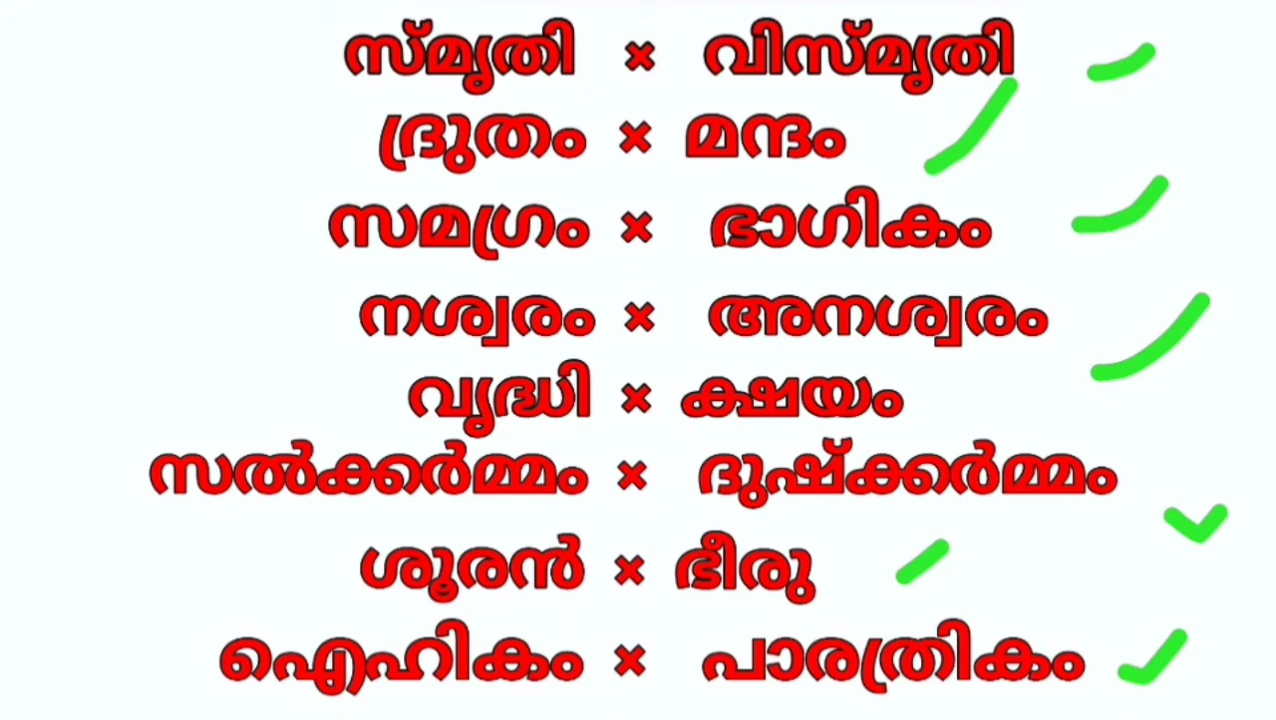 സ്മൃതി × വിസ്മൃതി
ദ്രുതം × മന്ദം
സമഗ്രം × ഭാഗികം
നശ്വരം × അനശ്വരം
വൃദ്ധി × ക്ഷയം
സൽക്കർമ്മം × ദുഷ്ക്കർമ്മം
ശൂരൻ × ഭീരു
ഐഹികം × പാരത്രികം